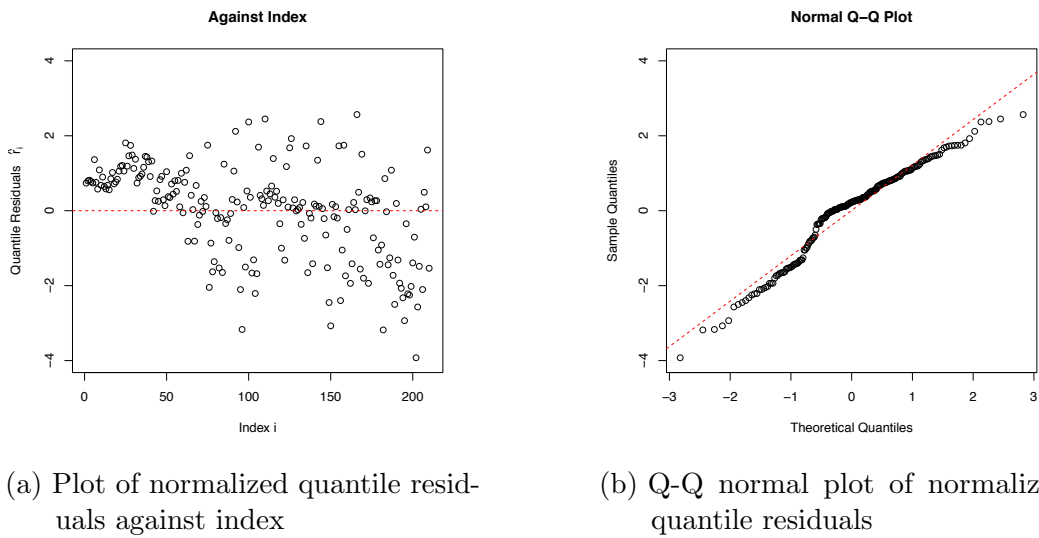 Against Index
Quantile Residuals r̂i
4
2
0
−2
−4
0 50 100 150 200
Index i
Normal Q−Q Plot
Sample Quantiles
4
2
0
−2
−4
−3 −2 −1 0 1 2 3
Theoretical Quantiles
(a) Plot of normalized quantile resid-
uals against index
(b) Q-Q normal plot of normaliz
quantile residuals